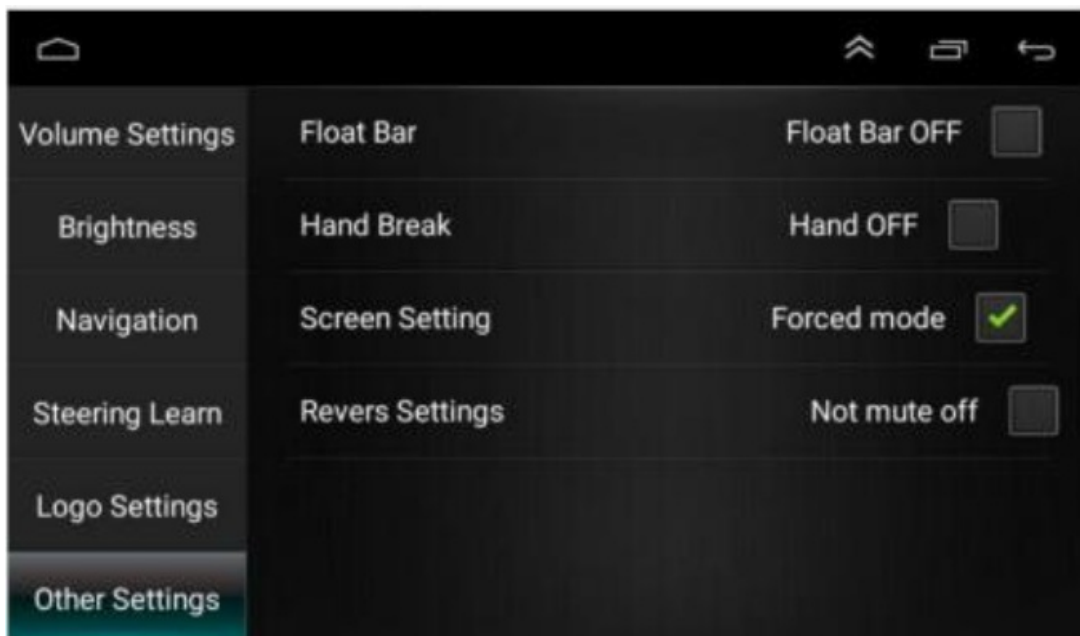 Volume Settings
Float Bar
Float Bar OFF
Brightness
Hand Break
Hand OFF
Navigation
Screen Setting
Forced mode
Steering Learn
Revers Settings
Not mute off
Logo Settings
Other Settings